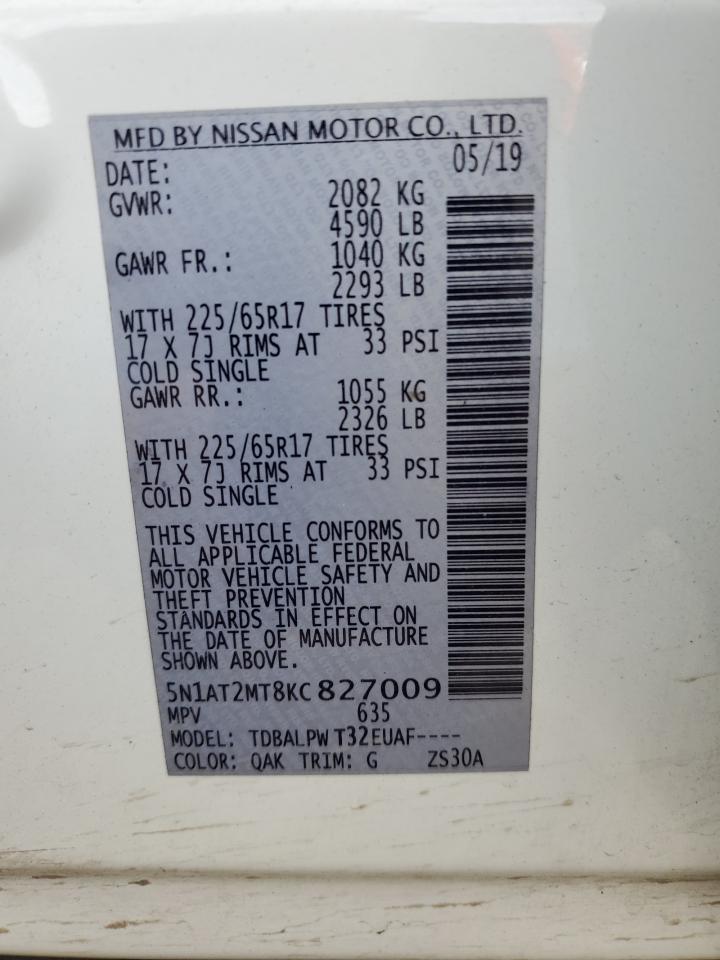 MFD BY NISSAN MOTOR CO., LTD.
DATE: 05/19
GVWR: 2082 KG
4590 LB
GAWR FR.: 1040 KG
2293 LB
WITH 225/65R17 TIRES
17 X 7J RIMS AT 33 PSI
COLD SINGLE
GAWR RR.: 1055 KG
2326 LB
WITH 225/65R17 TIRES
17 X 7J RIMS AT 33 PSI
COLD SINGLE
THIS VEHICLE CONFORMS TO
ALL APPLICABLE FEDERAL
MOTOR VEHICLE SAFETY AND
THEFT PREVENTION
STANDARDS IN EFFECT ON
THE DATE OF MANUFACTURE
SHOWN ABOVE.
5N1AT2MT8KC827009
MPV 635
MODEL: TDBALPW T32EUAF----
COLOR: QAK TRIM: G ZS30A